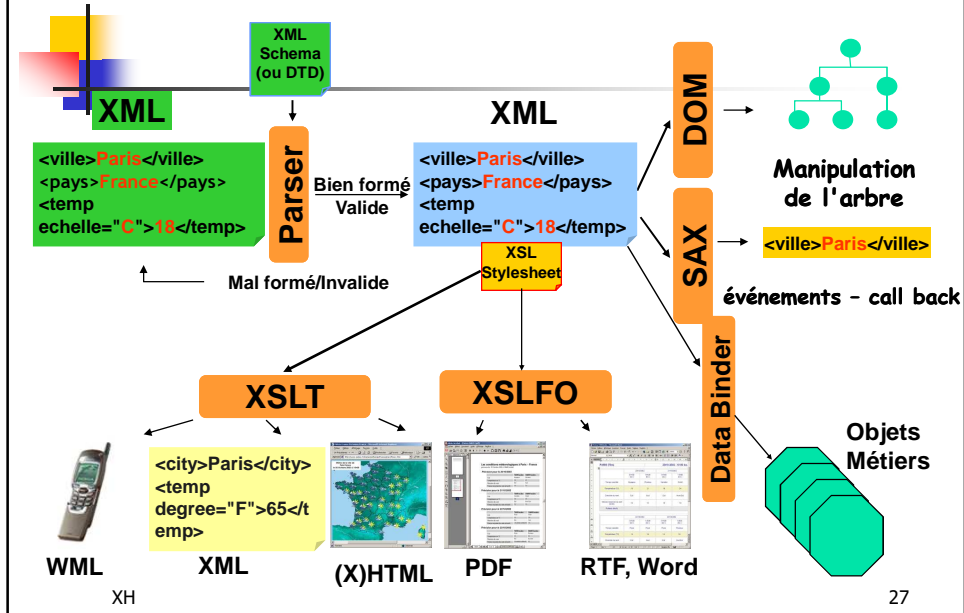 XML
Schema
(ou DTD)
XML
<ville>Paris</ville>
<pays>France</pays>
<temp
echelle="C">18</temp>
Parser
Bien formé
Valide
Mal formé/Invalide
XML
<ville>Paris</ville>
<pays>France</pays>
<temp
echelle="C">18</temp>
XSL
Stylesheet
DOM
Manipulation
de l'arbre
SAX
<ville>Paris</ville>
événements - call back
Data Binder
Objets
Métiers
XSLT
XSLFO
WML
<city>Paris</city>
<temp
degree="F">65</t
emp>
XML
(X)HTML
PDF
RTF, Word
XH
27